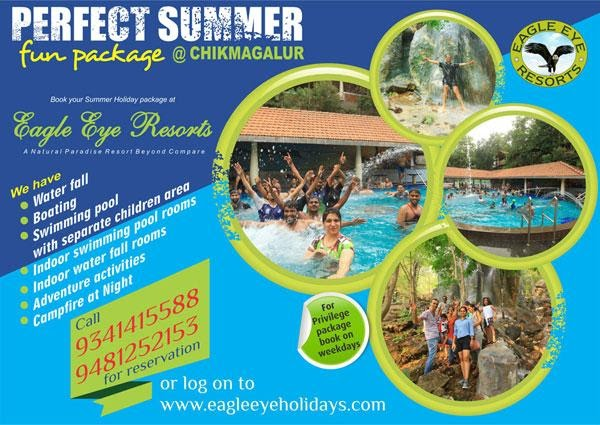 PERFECT SUMMER
fun package @ CHIKMAGALUR
EAGLE EYE
RESORTS
Book your Summer Holiday package at
Eagle Eye Resorts
A Natural Paradise Resort Beyond Compare
We have
Water fall
Boating
Swimming pool
with separate children area
Indoor swimming pool rooms
Indoor water fall rooms
Adventure activities
Campfire at Night
Call
9341415588
9481252153
for reservation
For
Privilege
package
book on
weekdays
or log on to
www.eagleeyeholidays.com